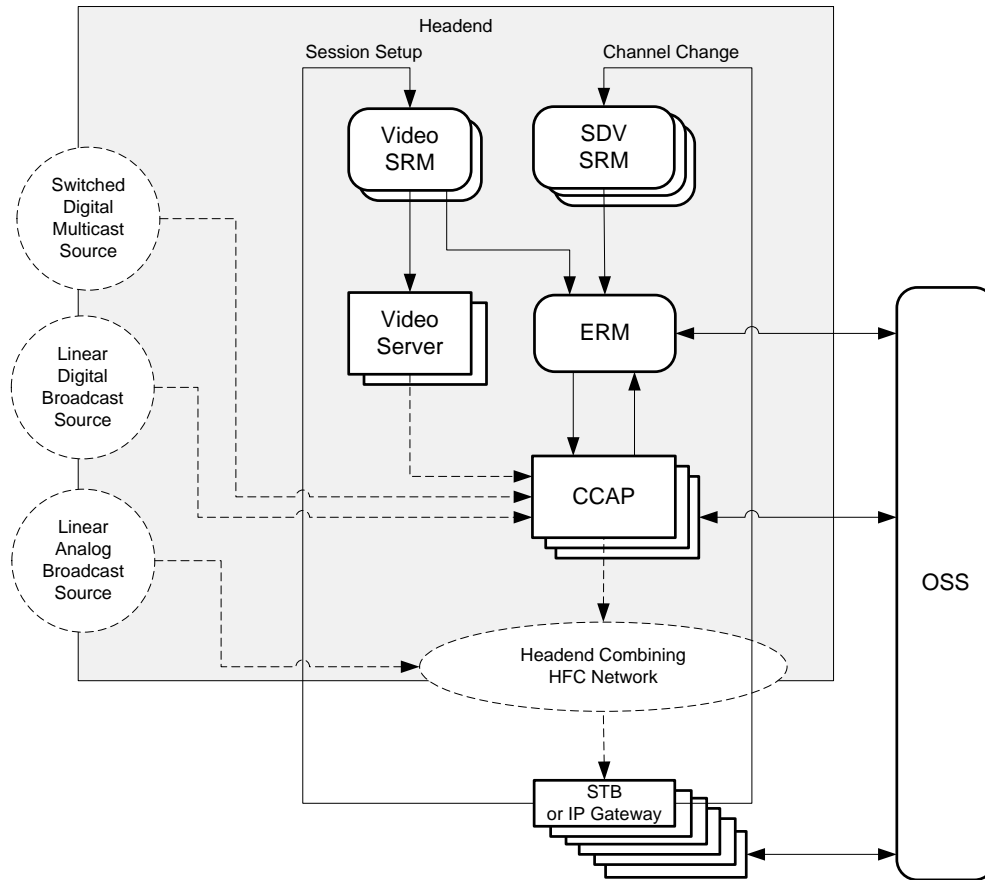 Headend
Session Setup
Channel Change
Video
SRM
SDV
SRM
Switched
Digital
Multicast
Source
Video
Server
ERM
Linear
Digital
Broadcast
Source
CCAP
Linear
Analog
Broadcast
Source
OSS
Headend Combining
HFC Network
STB
or IP Gateway